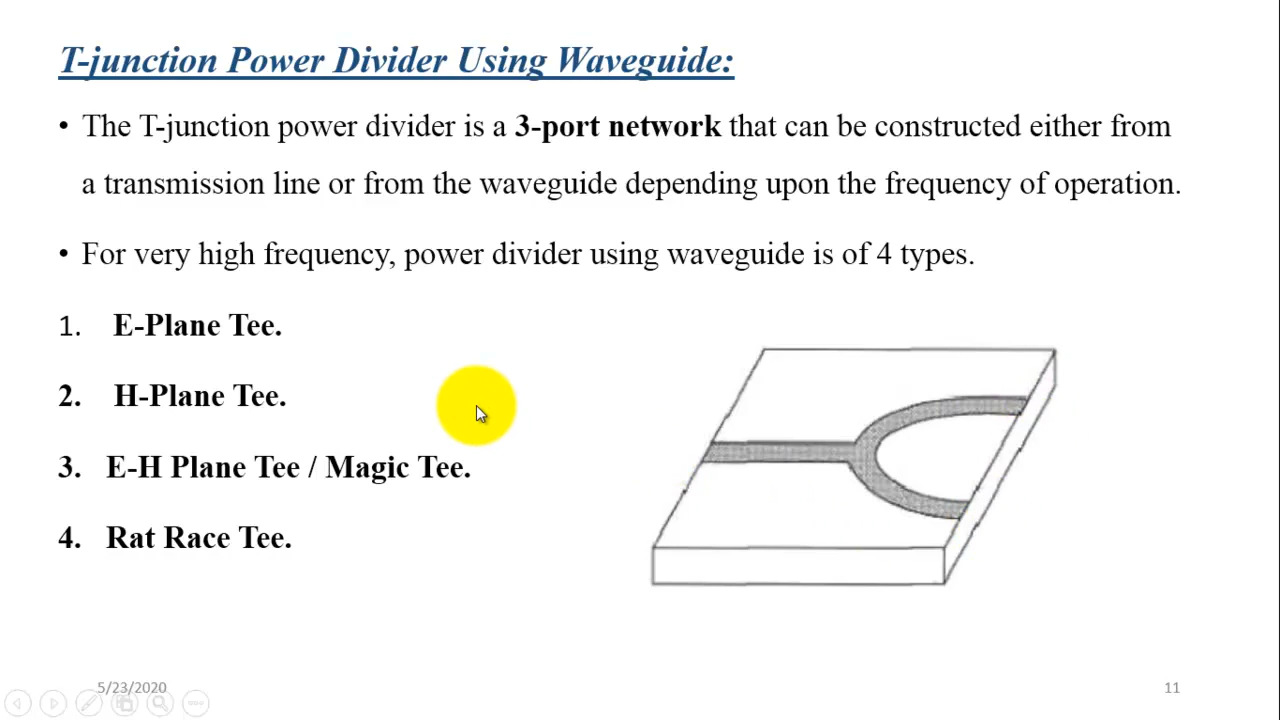 T-junction Power Divider Using Waveguide:
• The T-junction power divider is a 3-port network that can be constructed either from
a transmission line or from the waveguide depending upon the frequency of operation.
• For very high frequency, power divider using waveguide is of 4 types.
1. E-Plane Tee.
2. H-Plane Tee.
3. E-H Plane Tee / Magic Tee.
4. Rat Race Tee.
5/23/2020
11